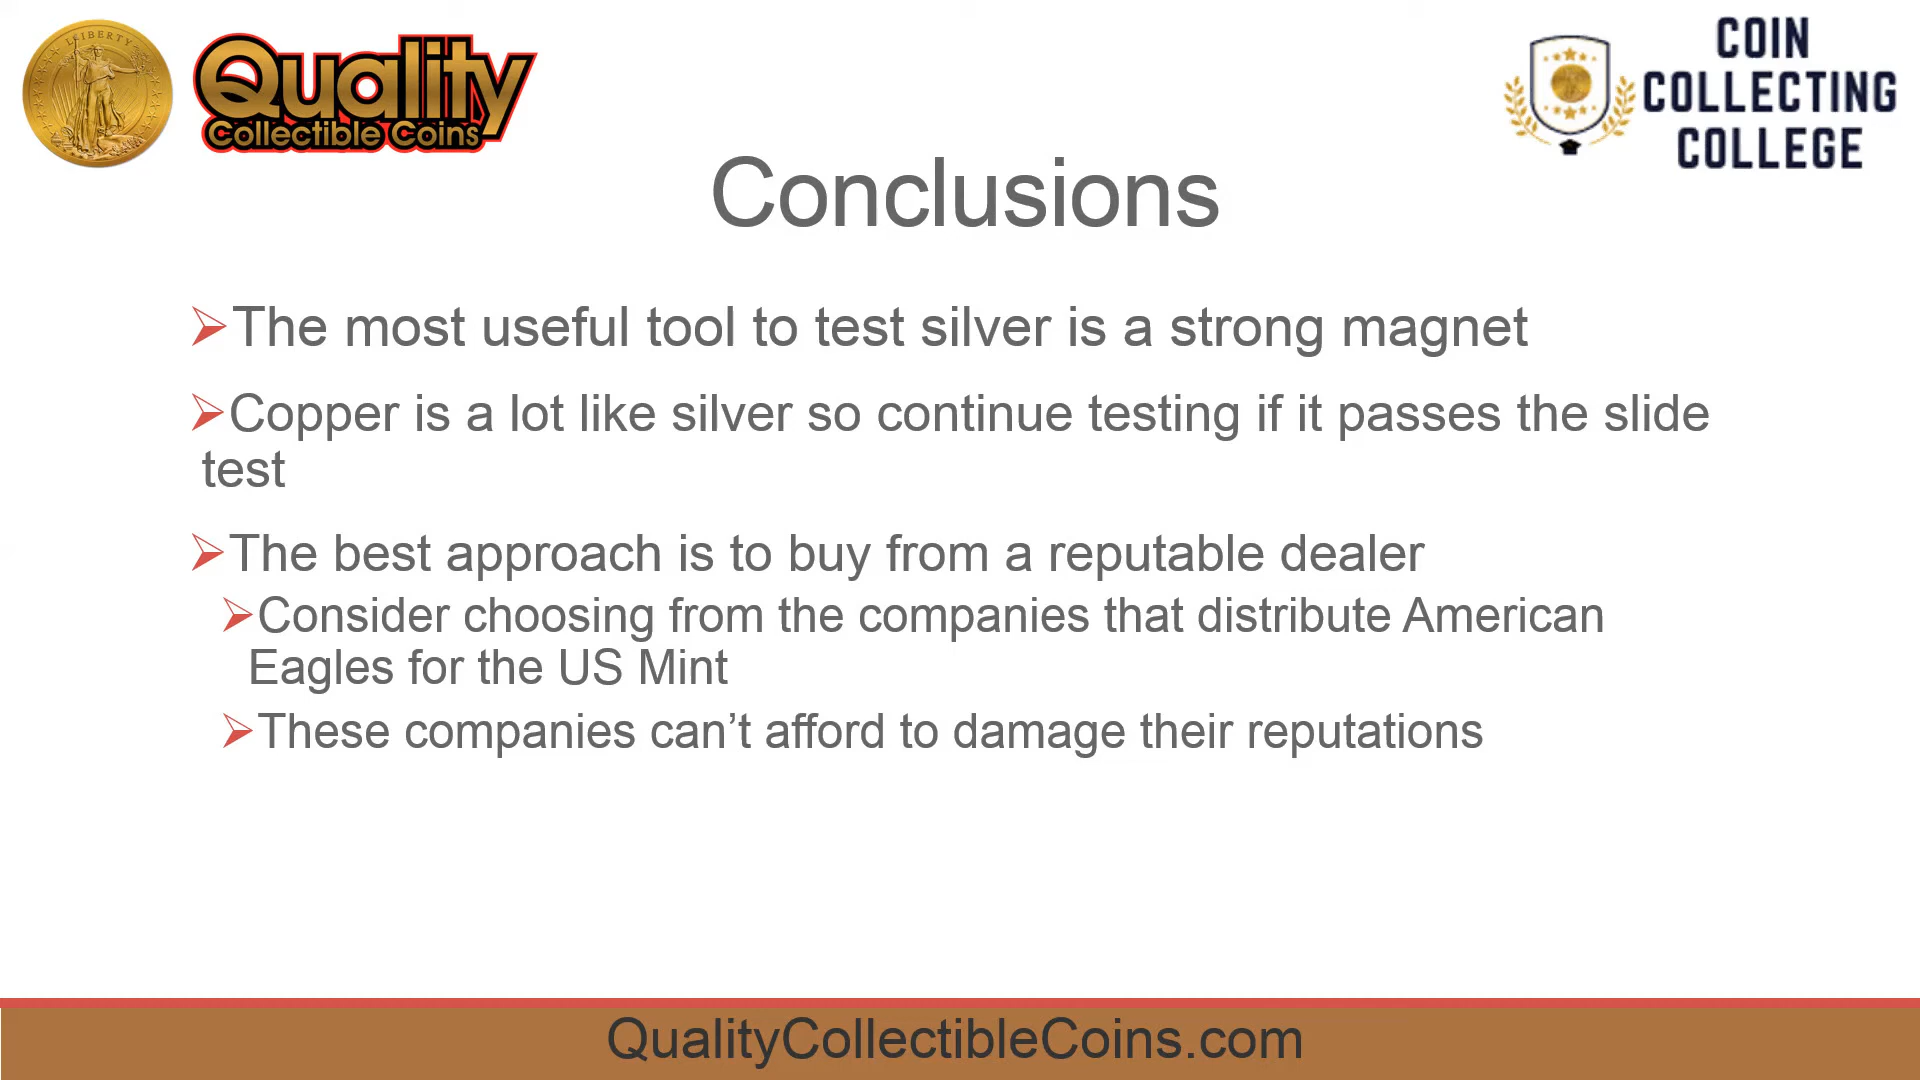 LIBERTY
Quality
Collectible Coins
COIN
COLLECTING
COLLEGE
Conclusions
➢The most useful tool to test silver is a strong magnet
➢Copper is a lot like silver so continue testing if it passes the slide
test
➢The best approach is to buy from a reputable dealer
➢Consider choosing from the companies that distribute American
Eagles for the US Mint
➢These companies can’t afford to damage their reputations
QualityCollectibleCoins.com